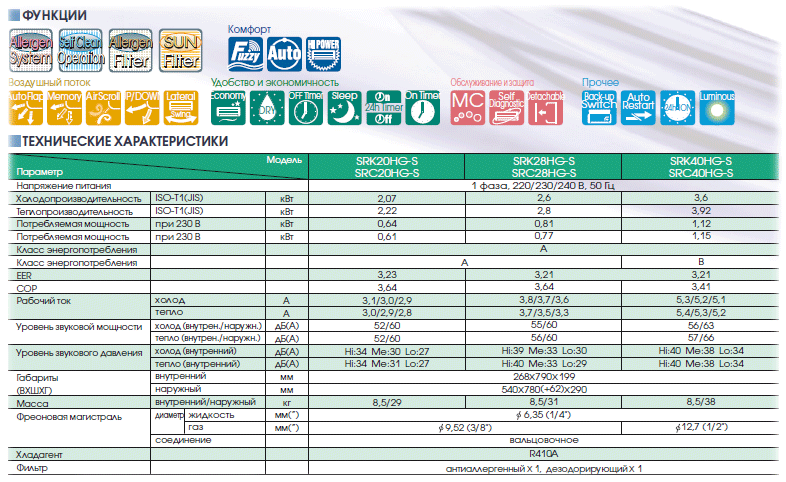 ФУНКЦИИ
Комфорт
Allergen System
Self Clean Operation
Allergen Filter
SUN Filter
Fuzzy
Auto
HI POWER
Воздушный поток
Удобство и экономичность
Обслуживание и защита
Прочее
Auto Flap
Memory
Air Scroll
UP/DOWN
Lateral Swing
Economy
DRY
OFF Timer
Sleep
On 24h Timer Off
On Timer
MC
Self Diagnostic
Detachable
Back-up Switch
Auto Restart
24h ON
Luminous
ТЕХНИЧЕСКИЕ ХАРАКТЕРИСТИКИ
Модель SRK20HG-S SRK28HG-S SRK40HG-S
Параметр SRC20HG-S SRC28HG-S SRC40HG-S
Напряжение питания 1 фаза, 220/230/240 В, 50 Гц
Холодопроизводительность ISO-T1(JIS) кВт 2,07 2,6 3,6
Теплопроизводительность ISO-T1(JIS) кВт 2,22 2,8 3,92
Потребляемая мощность при 230 В кВт 0,64 0,81 1,12
Потребляемая мощность при 230 В кВт 0,61 0,77 1,15
Класс энергопотребления А
Класс энергопотребления А В
EER 3,23 3,21 3,21
COP 3,64 3,64 3,41
Рабочий ток холод А 3,1/3,0/2,9 3,8/3,7/3,6 5,3/5,2/5,1
тепло А 3,0/2,9/2,8 3,7/3,5/3,3 5,4/5,3/5,2
Уровень звуковой мощности холод (внутрен./наружн.) дБ(А) 52/60 55/60 56/63
тепло (внутрен./наружн.) дБ(А) 52/60 56/60 57/66
Уровень звукового давления холод (внутренний) дБ(А) Hi:34 Me:30 Lo:27 Hi:39 Me:33 Lo:30 Hi:40 Me:38 Lo:34
тепло (внутренний) дБ(А) Hi:34 Me:31 Lo:27 Hi:40 Me:33 Lo:29 Hi:40 Me:38 Lo:34
Габариты внутренний мм 268х790х199
(ВХШХГ) наружный мм 540х780(+62)х290
Масса внутренний/наружный кг 8,5/29 8,5/31 8,5/38
Фреоновая магистраль диаметр жидкость мм(") ϕ 6,35 (1/4")
газ мм(") ϕ9,52 (3/8") ϕ12,7 (1/2")
соединение вальцовочное
Хладагент R410A
Фильтр антиаллергенный х 1, дезодорирующий х 1